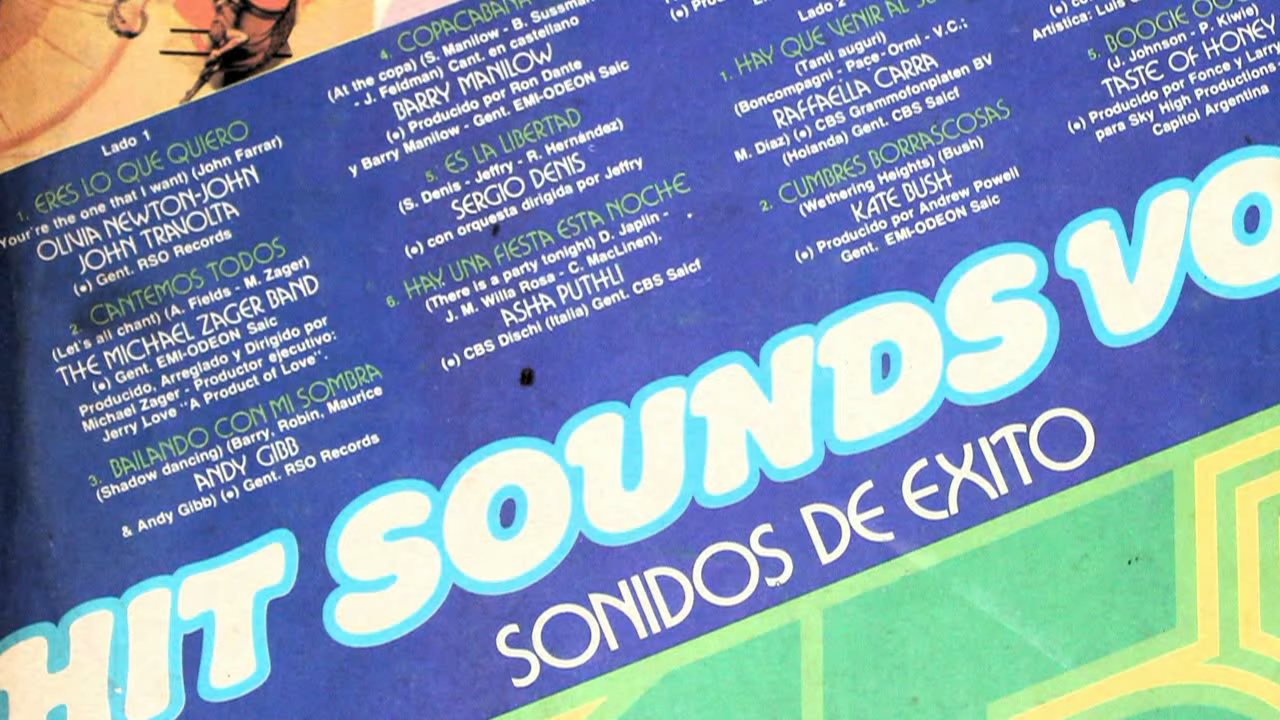 Lado 1
1. ERES LO QUE QUIERO
Your're the one that I want) (John Farrar)
OLIVIA NEWTON-JOHN
JOHN TRAVOLTA
(•) Gent. RSO Records
2. CANTEMOS TODOS
(Let's all chant) (A. Fields - M. Zager)
THE MICHAEL ZAGER BAND
(•) Gent. EMI-ODEON Saic
Producido, Arreglado y Dirigido por
Michael Zager - Productor ejecutivo:
Jerry Love "A Product of Love".
3. BAILANDO CON MI SOMBRA
(Shadow dancing) (Barry, Robin, Maurice
ANDY GIBB
& Andy Gibb) (•) Gent. RSO Records
4. COPACABANA
(At the copa) (S. Manilow - B. Sussman
- J. Feldman) Cant. en castellano
BARRY MANILOW
(•) Producido por Ron Dante
y Barry Manilow - Gent. EMI-ODEON Saic
5. ES LA LIBERTAD
(S. Denis - Jeffry - R. Hernández)
SERGIO DENIS
(•) con orquesta dirigida por Jeffry
6. HAY UNA FIESTA ESTA NOCHE
(There is a party tonight) D. Japlin -
J. M. Willa Rosa - C. MacLinen).
ASHA PUTHLI
(•) CBS Dischi (Italia) Gent. CBS Saicf
Lado 2
1. HAY QUE VENIR AL
(Tanti auguri)
(Boncompagni - Pace - Ormi - V.C.:
RAFFAELLA CARRA
M. Diaz) (•) CBS Grammofonplaten BV
(Holanda) Gent. CBS Saicf
2. CUMBRES BORRASCOSAS
(Wetering Heights) (Bush)
KATE BUSH
(•) Producido por Andrew Powell
Gent. EMI-ODEON Saic
Artística: Luis
5. BOOGIE
(J. Johnson - P. Kiwie)
TASTE OF HONEY
(•) Producido por Fonce y Larry
para Sky High Productions -
Capitol Argentina
HIT SOUNDS VO
SONIDOS DE EXITO